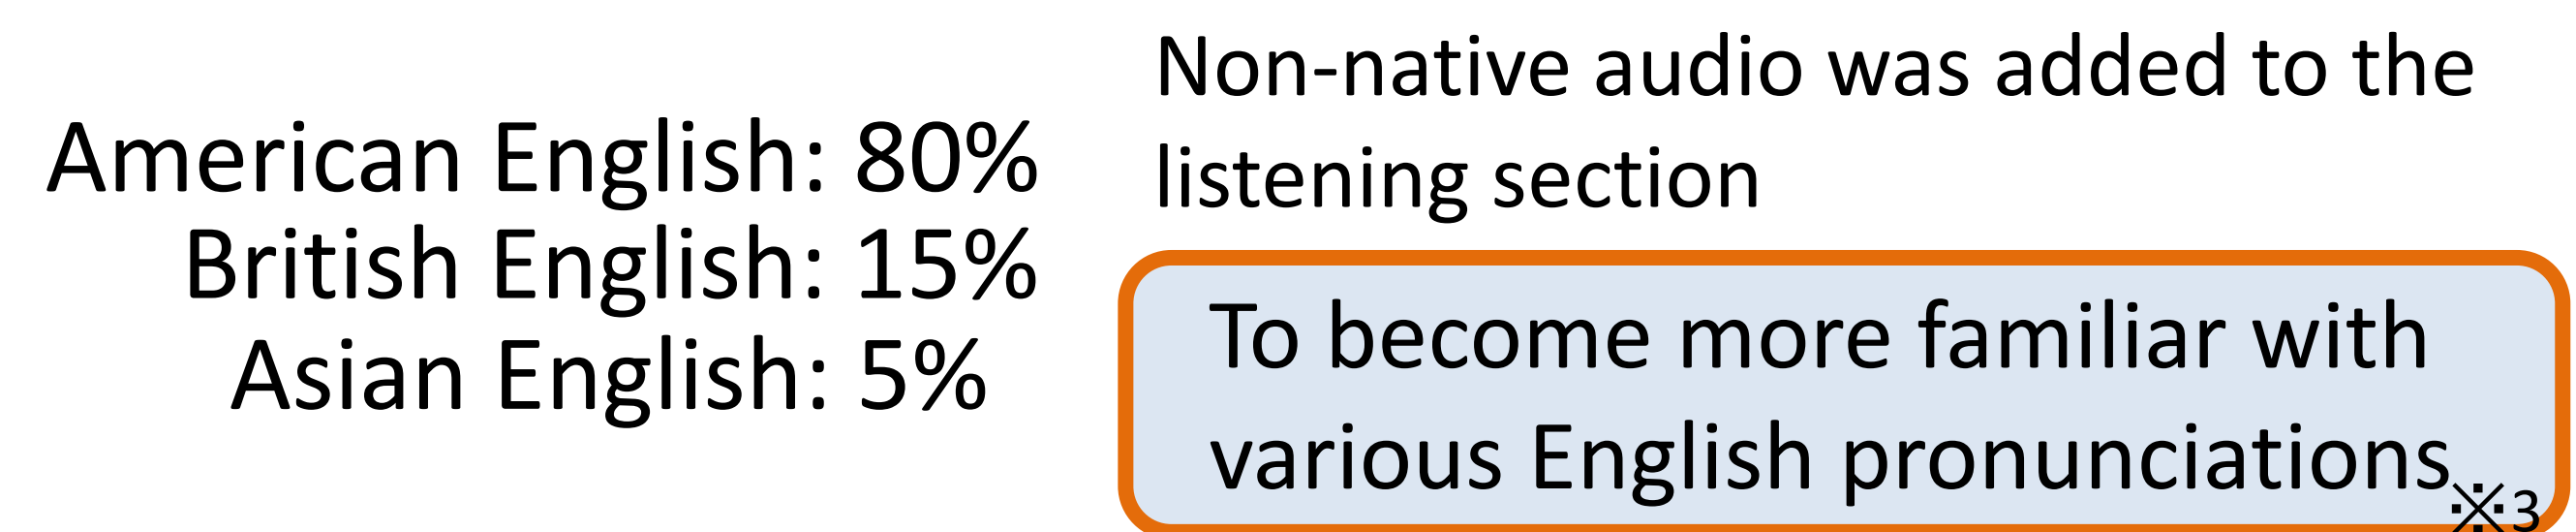 American English: 80%
British English: 15%
Asian English: 5%
Non-native audio was added to the
listening section
To become more familiar with
various English pronunciations
※3